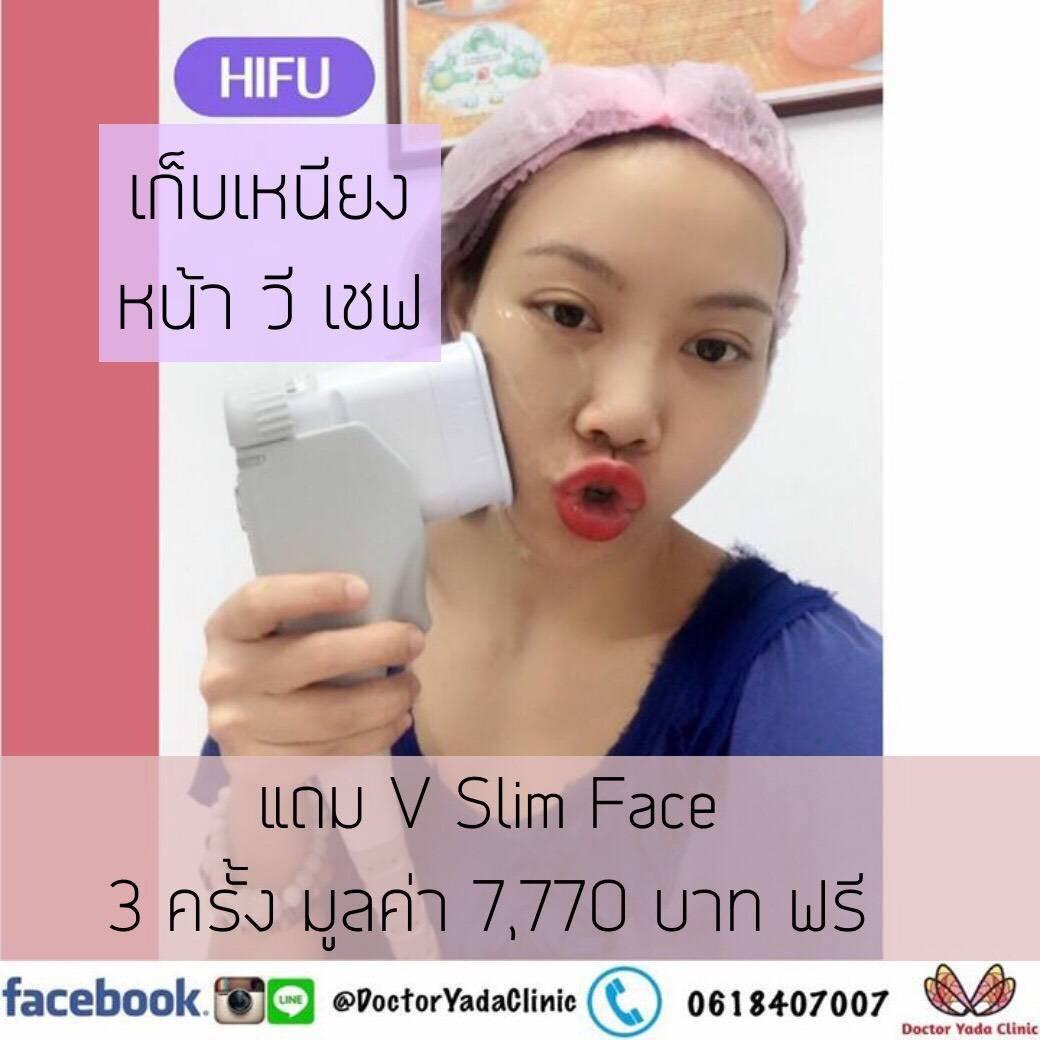 HIFU
เก็บเหนียง
หน้า วี เชฟ
แถม V Slim Face
3 ครั้ง มูลค่า 7,770 บาท ฟรี
facebook. LINE @DoctorYadaClinic 0618407007
Doctor Yada Clinic